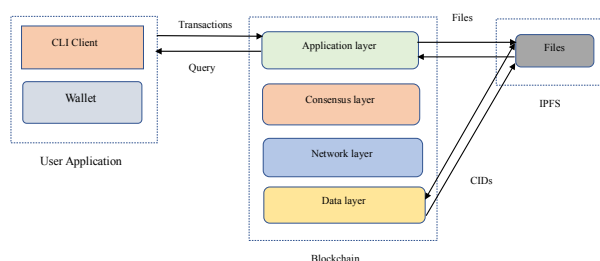 Transactions
Files
CLI Client
Application layer
Files
Query
Wallet
Consensus layer
IPFS
User Application
Network layer
CIDs
Data layer
Blockchain